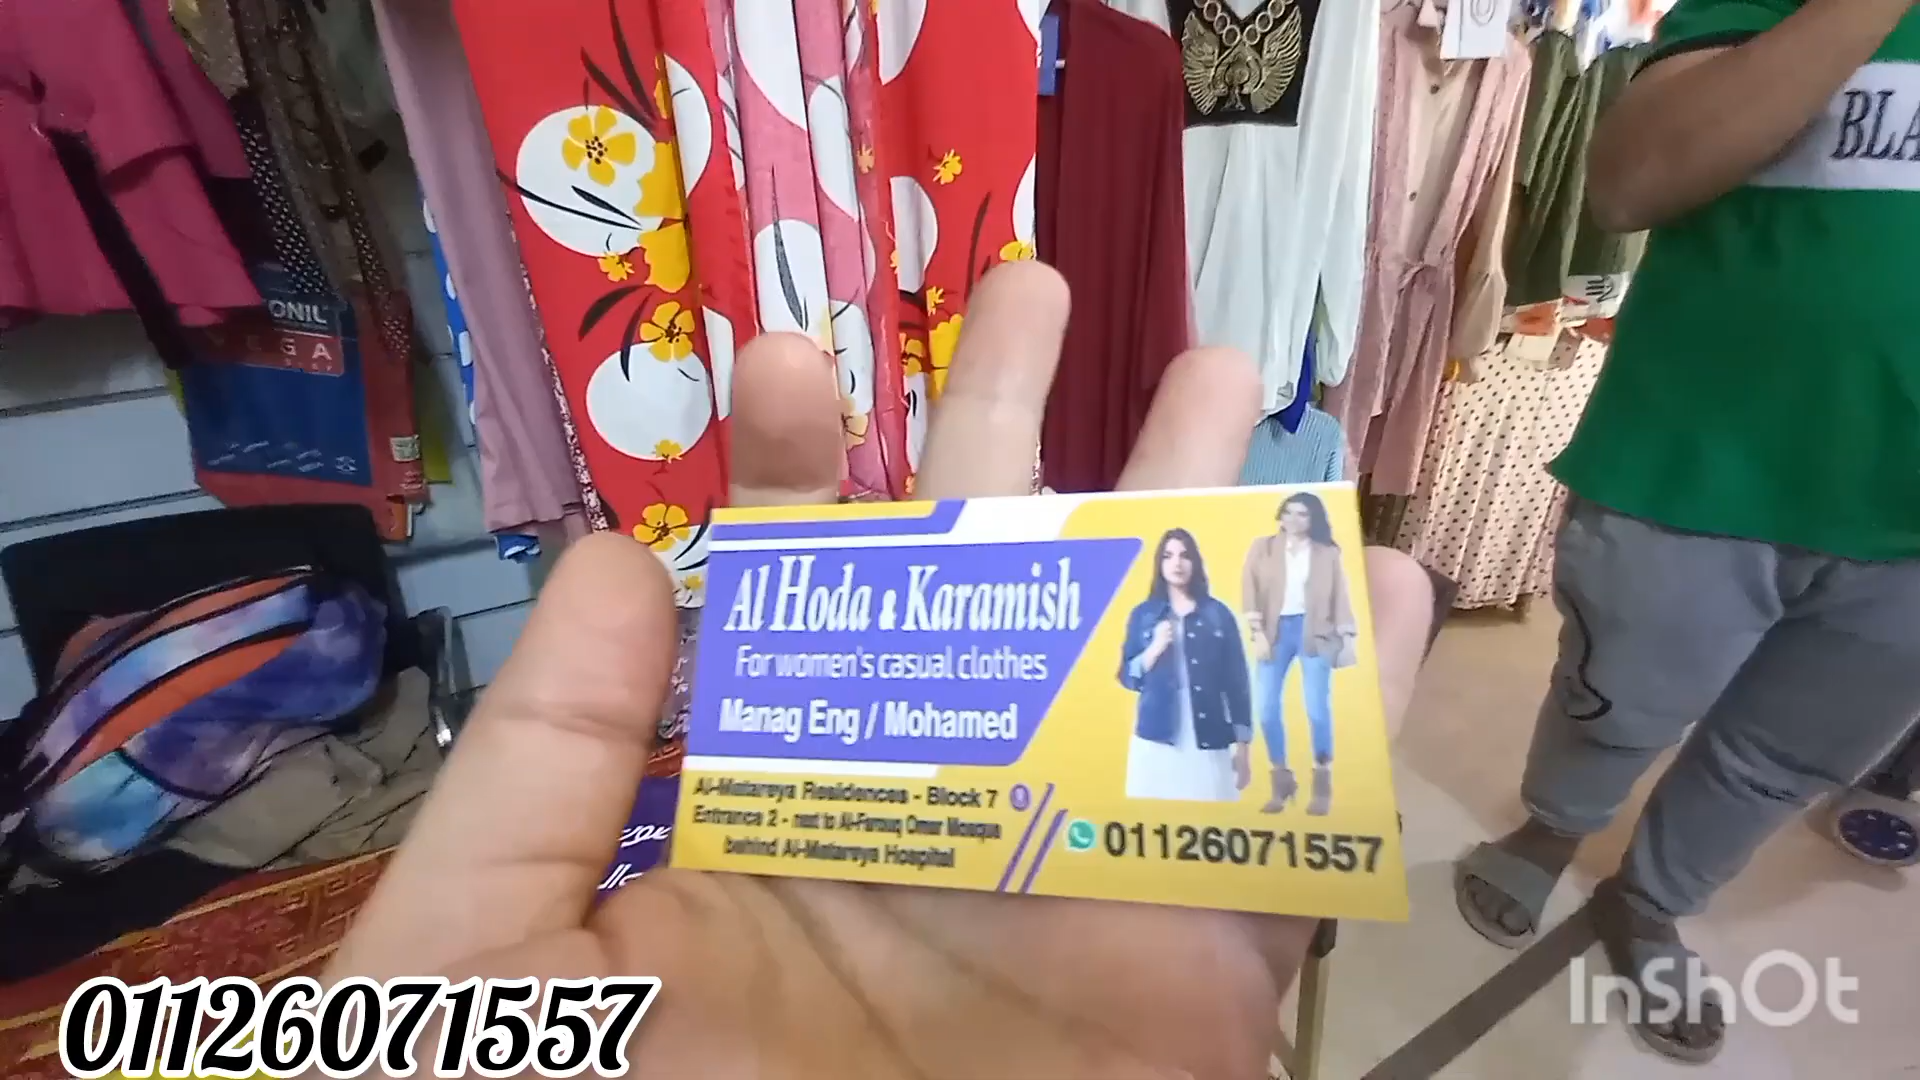 BLA
ONIL
VEGA
Al Hoda & Karamish
For women's casual clothes
Manag Eng / Mohamed
Al-Matareya Residences - Block 7
Entrance 2 - next to Al-Farouq Omar Mosque
behind Al-Matareya Hospital
01126071557
01126071557
InShOt